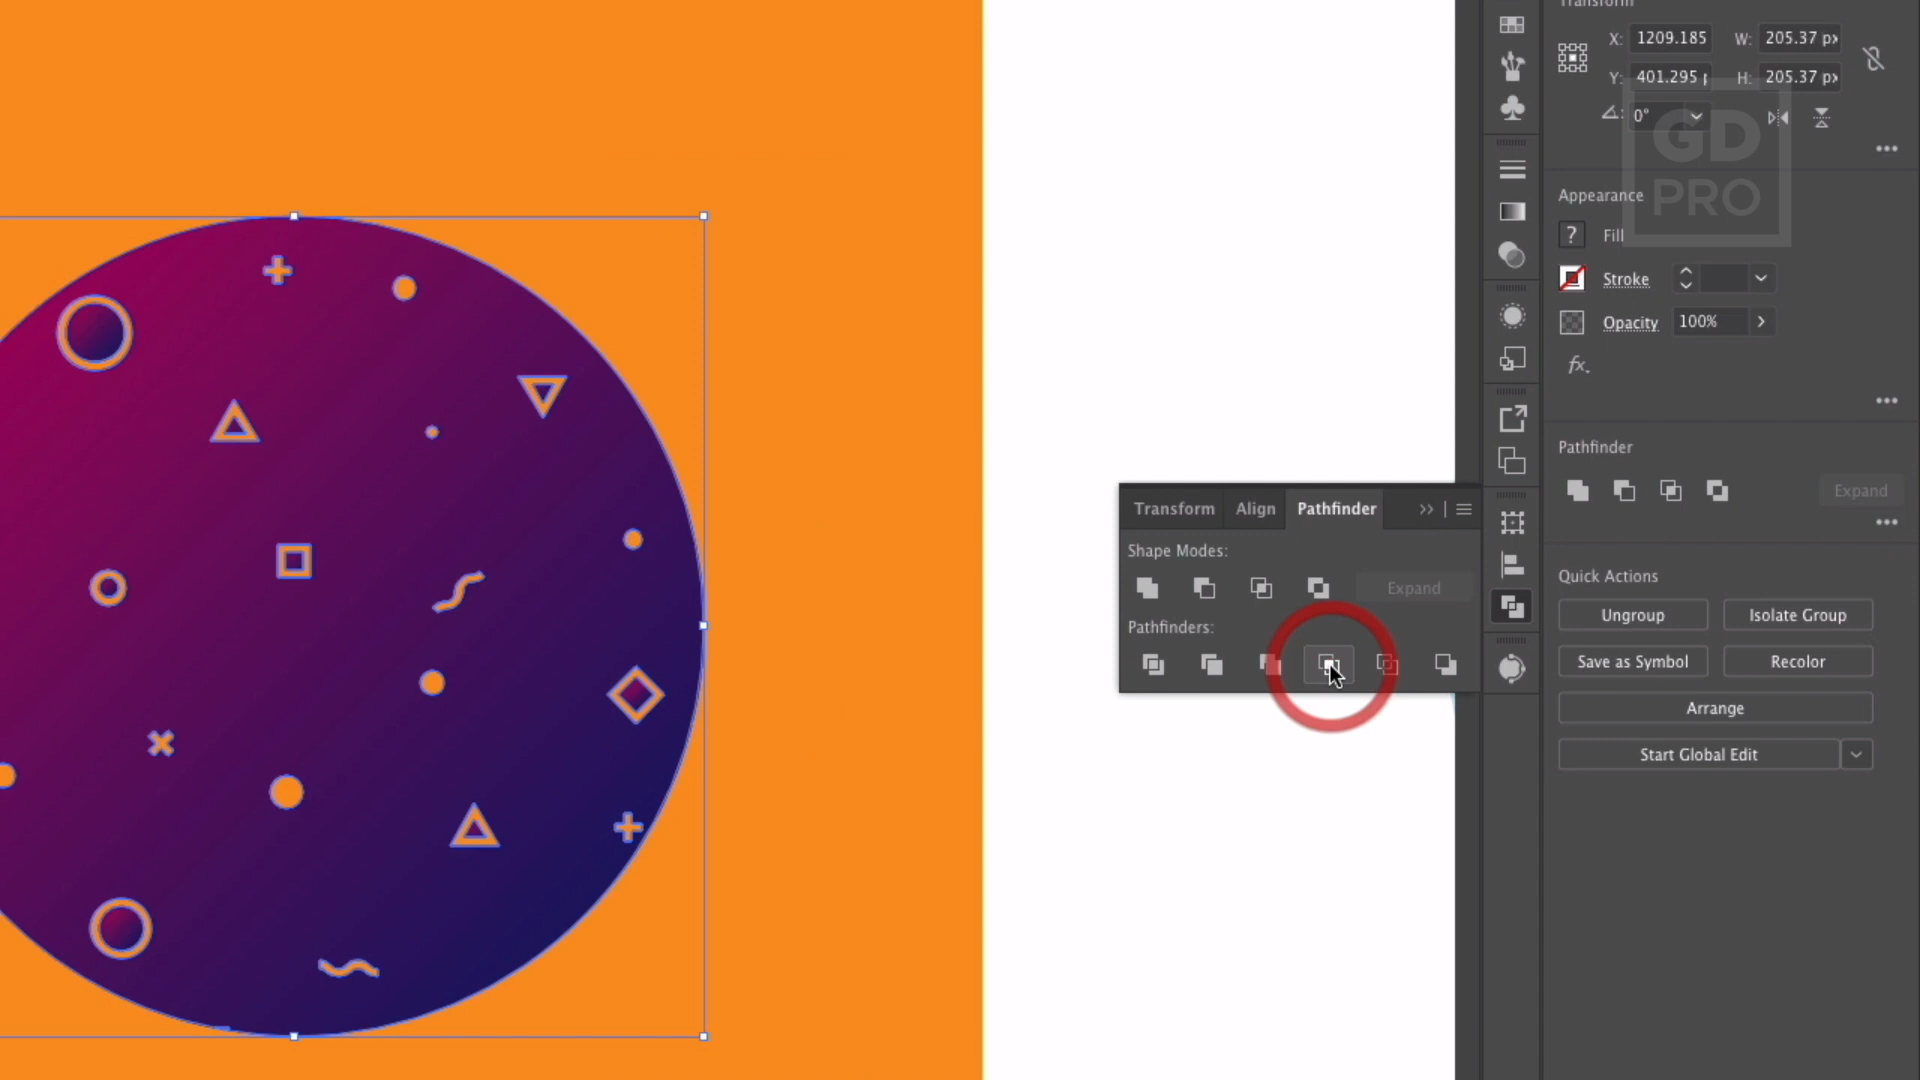 Transform
X: 1209.185 W: 205.37 px
Y: 401.295 p H: 205.37 px
0°
GD
PRO
Appearance
? Fill
Stroke
Opacity 100%
fx.
Pathfinder
Expand
Quick Actions
Ungroup Isolate Group
Save as Symbol Recolor
Arrange
Start Global Edit
Transform Align Pathfinder
Shape Modes:
Expand
Pathfinders: